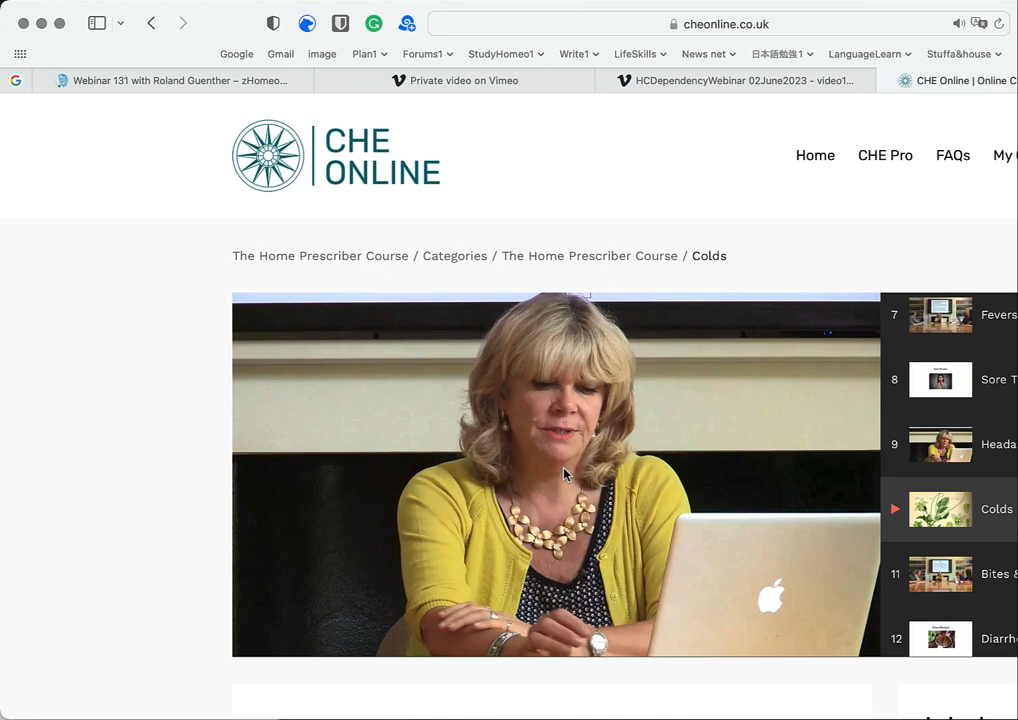 cheonline.co.uk
Google Gmail image Plan1 Forums1 StudyHomeo1 Write1 LifeSkills News net 日本語勉強1 LanguageLearn Stuffa&house
Webinar 131 with Roland Guenther – zHomeo... Private video on Vimeo HCDependencyWebinar 02June2023 - video1... CHE Online | Online C
CHE
ONLINE
Home CHE Pro FAQs My
The Home Prescriber Course / Categories / The Home Prescriber Course / Colds
7 Fevers
8 Sore T
9 Heada
Colds
11 Bites &
12 Diarrh